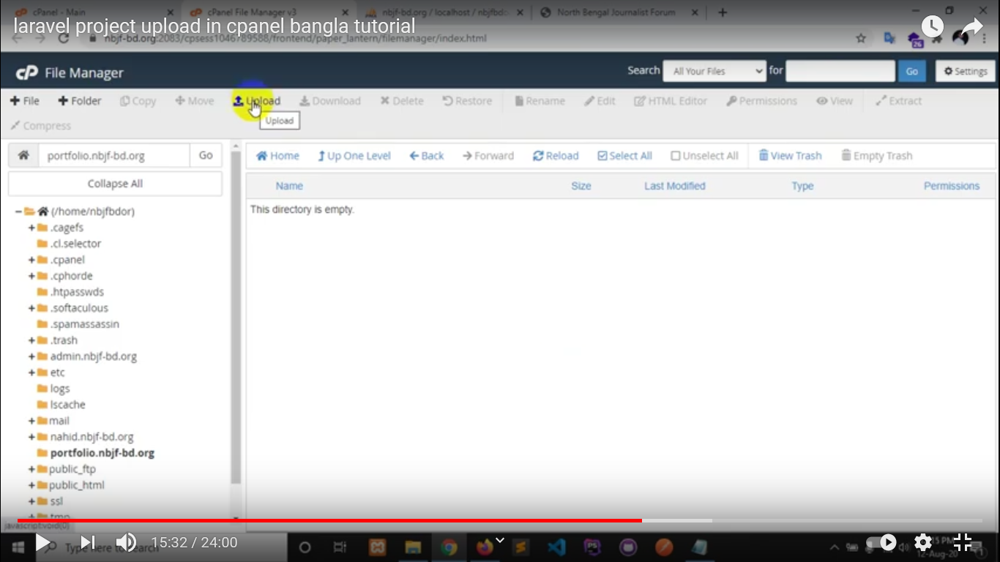 cPanel - Main
cPanel File Manager v3
nbjf-bd.org / localhost / nbjfbdo
North Bengal Journalist Forum
laravel project upload in cpanel bangla tutorial
nbjf-bd.org:2083/cpsess1046789588/frontend/paper_lantern/filemanager/index.html
26
cP File Manager
Search All Your Files for Go Settings
File Folder Copy Move Upload Download Delete Restore Rename Edit HTML Editor Permissions View Extract
Upload
Compress
portfolio.nbjf-bd.org Go
Home Up One Level Back Forward Reload Select All Unselect All View Trash Empty Trash
Collapse All
Name Size Last Modified Type Permissions
This directory is empty.
(/home/nbjfbdor)
.cagefs
.cl.selector
.cpanel
.cphorde
.htpasswds
.softaculous
.spamassassin
.trash
admin.nbjf-bd.org
etc
logs
lscache
mail
nahid.nbjf-bd.org
portfolio.nbjf-bd.org
public_ftp
public_html
ssl
tmp
javascript:void(0)
15:32 / 24:00
Type here to search
PS
15 PM
12-Aug-20